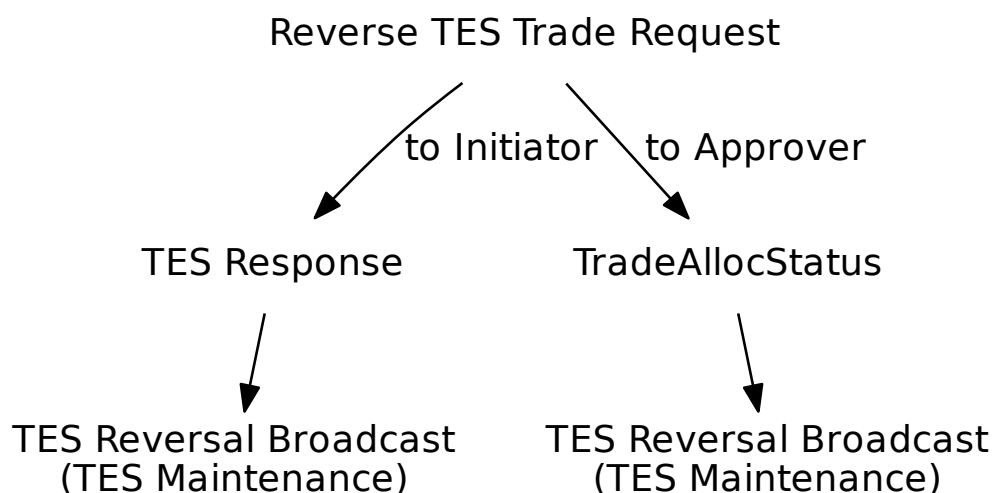 Reverse TES Trade Request
to Initiator
to Approver
TES Response
TradeAllocStatus
TES Reversal Broadcast
(TES Maintenance)
TES Reversal Broadcast
(TES Maintenance)